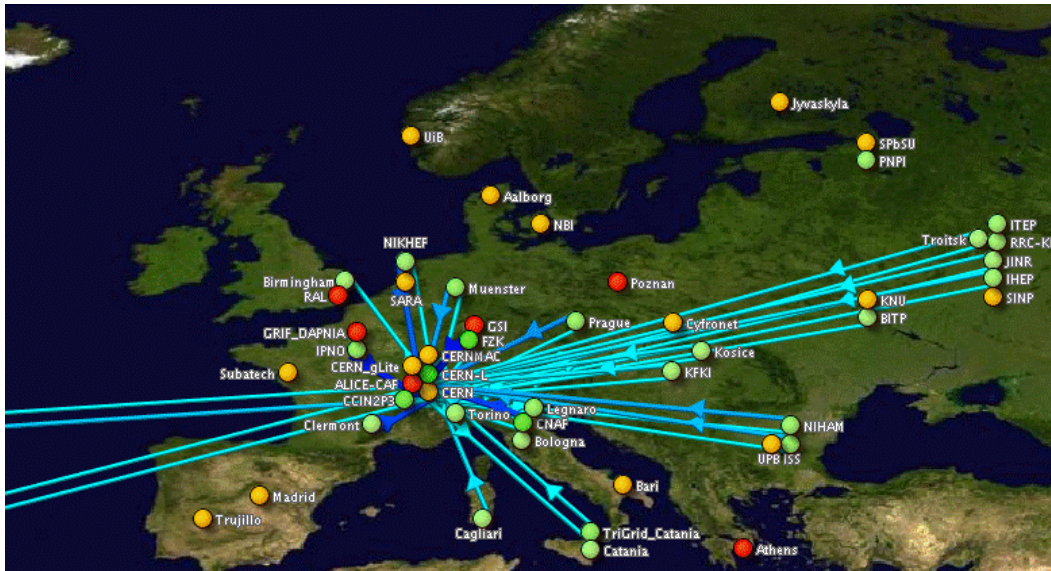 Jyvaskyla
UiB
SPbSU
PNPI
Aalborg
NBI
ITEP
Troitsk
RRC-KI
NIKHEF
JINR
Birmingham
IHEP
RAL
SARA
Muenster
Poznan
SINP
KNU
BITP
GRIF_DAPNIA
GSI
Prague
Cyfronet
IPNO
FZK
CERNMAC
Kosice
CERN_gLite
Subatech
CERN-L
KFKI
ALICE-CAF
CERN
CCIN2P3
Torino
Legnaro
Clermont
CNAF
NIHAM
Bologna
UPB
ISS
Bari
Madrid
Trujillo
Cagliari
TriGrid_Catania
Catania
Athens